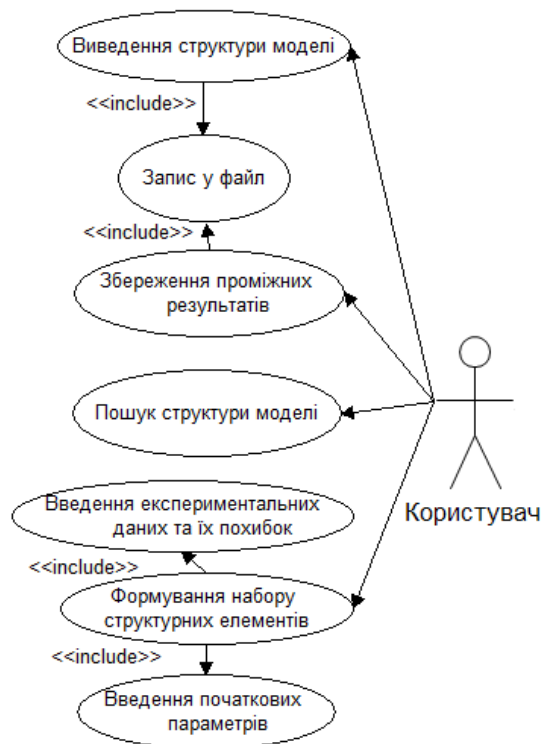 Виведення структури моделі
<<include>>
Запис у файл
<<include>>
Збереження проміжних
результатів
Пошук структури моделі
Користувач
Введення експериментальних
даних та їх похибок
<<include>>
Формування набору
структурних елементів
<<include>>
Введення початкових
параметрів